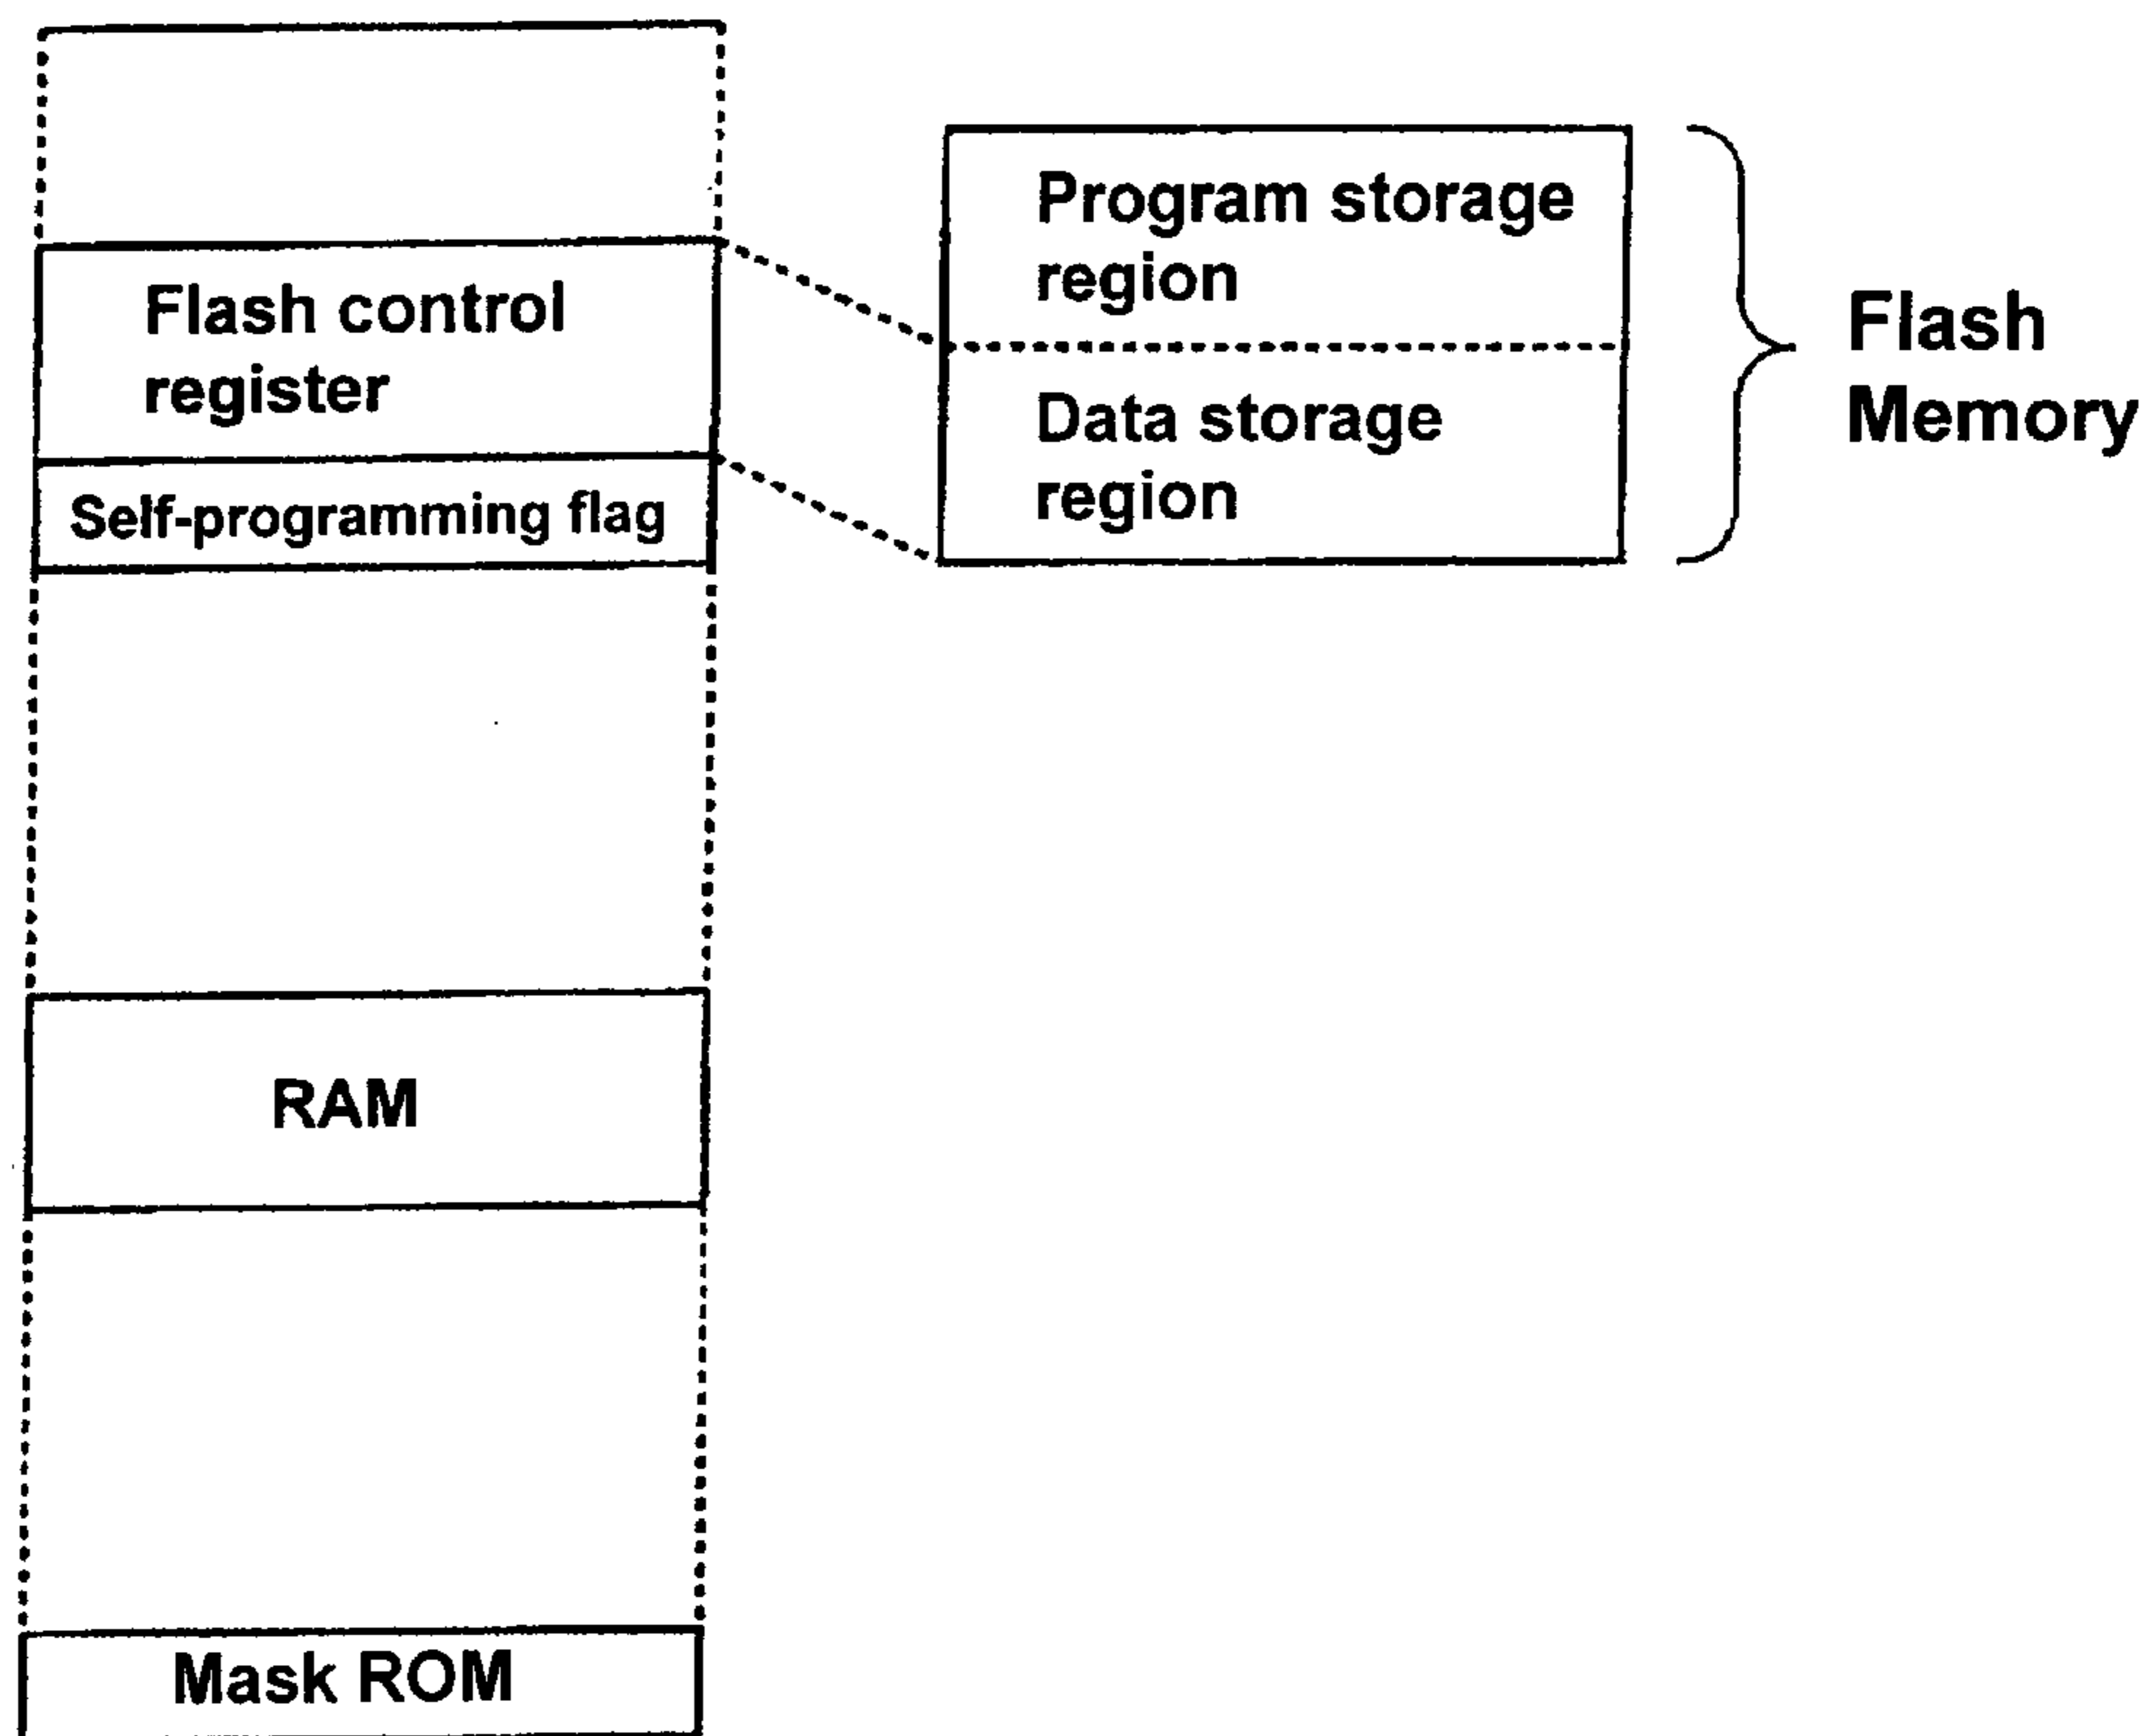 Program storage
region
Flash control
register
Data storage
region
Flash
Memory
Self-programming flag
RAM
Mask ROM